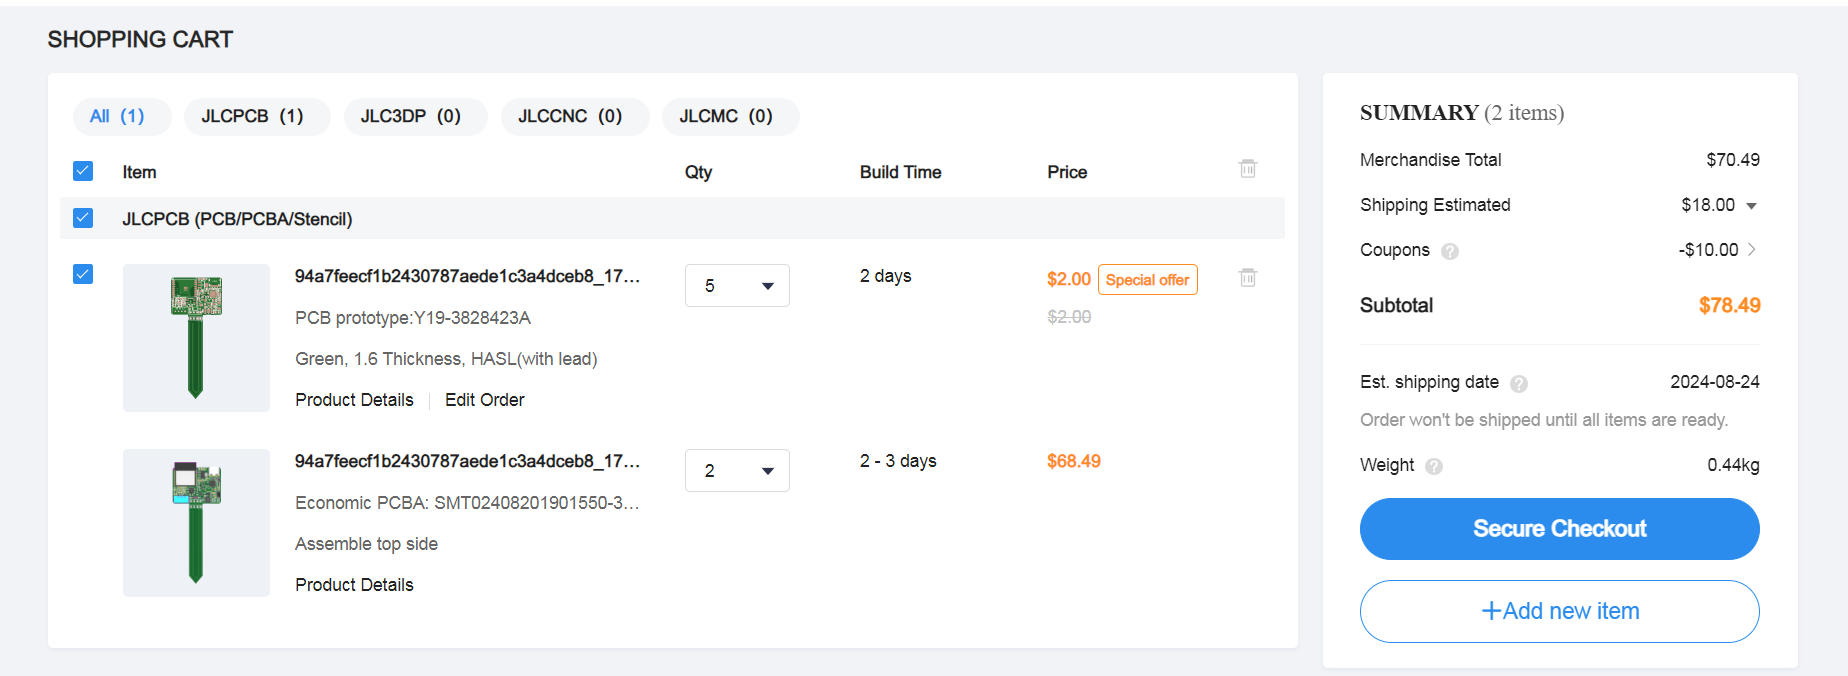 SHOPPING CART
All (1)
JLCPCB (1)
JLC3DP (0)
JLCCNC (0)
JLCMC (0)
Item
Qty
Build Time
Price
JLCPCB (PCB/PCBA/Stencil)
94a7feecf1b2430787aede1c3a4dceb8_17...
5
2 days
$2.00
Special offer
$2.00
PCB prototype:Y19-3828423A
Green, 1.6 Thickness, HASL(with lead)
Product Details
Edit Order
94a7feecf1b2430787aede1c3a4dceb8_17...
2
2 - 3 days
$68.49
Economic PCBA: SMT02408201901550-3...
Assemble top side
Product Details
SUMMARY (2 items)
Merchandise Total $70.49
Shipping Estimated $18.00
Coupons ? -$10.00
Subtotal $78.49
Est. shipping date ? 2024-08-24
Order won't be shipped until all items are ready.
Weight ? 0.44kg
Secure Checkout
+Add new item